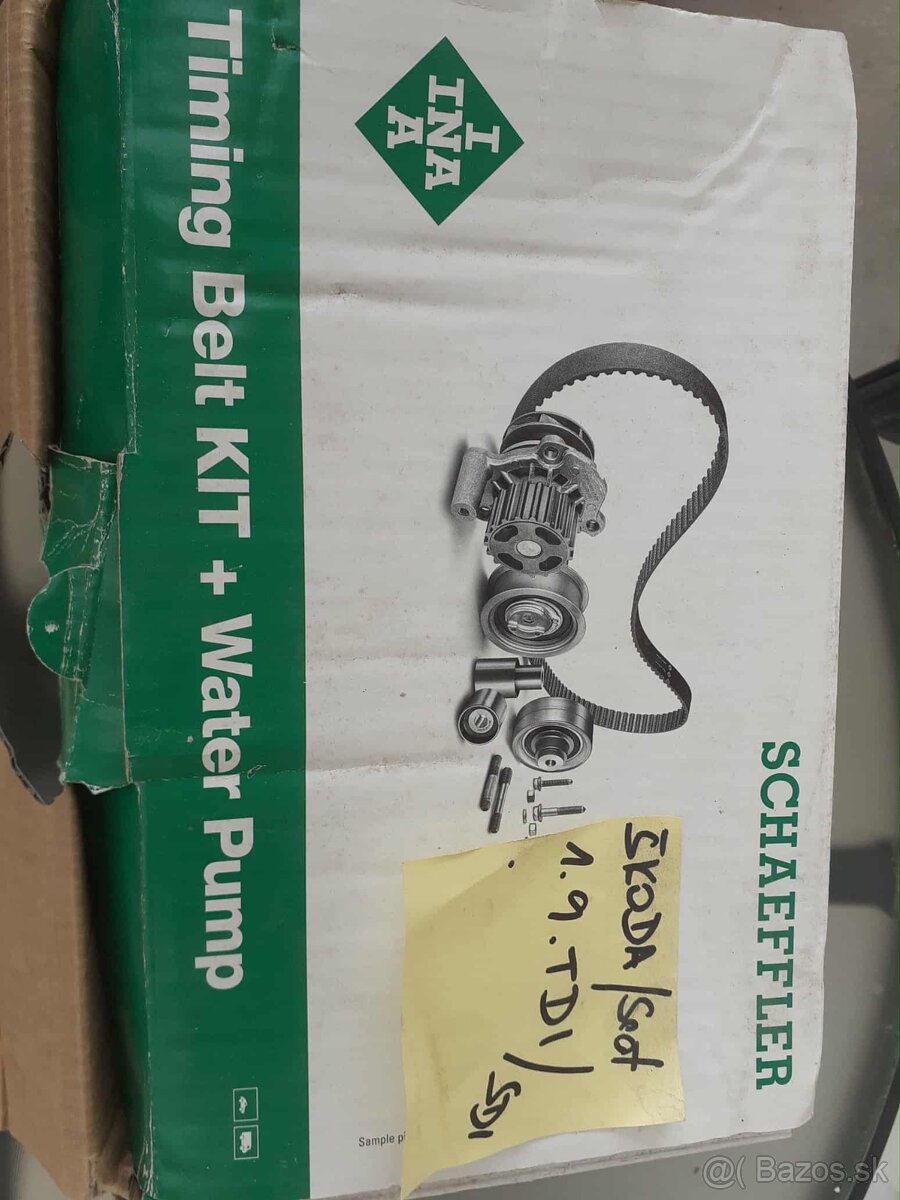 SCHAEFFLER
I
INA
A
ŠKODA/Seat
1.9.TDI/SDI
Sample pi
Timing Belt KIT + Water Pump
@( Bazos.sk